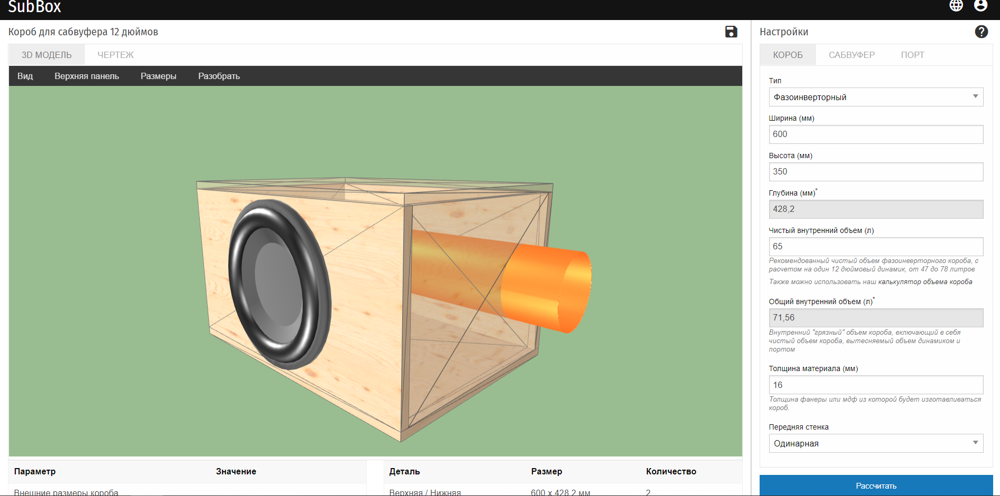 SubBox
Короб для сабвуфера 12 дюймов
3D МОДЕЛЬ
ЧЕРТЕЖ
Вид
Верхняя панель
Размеры
Разобрать
Параметр
Значение
Внешние размеры короба
Деталь
Размер
Количество
Верхняя / Нижняя
600 x 428.2 мм
2
Настройки
?
КОРОБ
САБВУФЕР
ПОРТ
Тип
Фазоинверторный
Ширина (мм)
600
Высота (мм)
350
Глубина (мм)*
428,2
Чистый внутренний объем (л)
65
Рекомендованный чистый объем фазоинверторного короба, с
расчетом на один 12 дюймовый динамик, от 47 до 78 литров
Также можно использовать наш калькулятор объема короба
Общий внутренний объем (л)*
71,56
Внутренний "грязный" объем короба, включающий в себя
чистый объем короба, вытесняемый объем динамиком и
портом
Толщина материала (мм)
16
Толщина фанеры или мдф из которой будет изготавливаться
короб.
Передняя стенка
Одинарная
Рассчитать